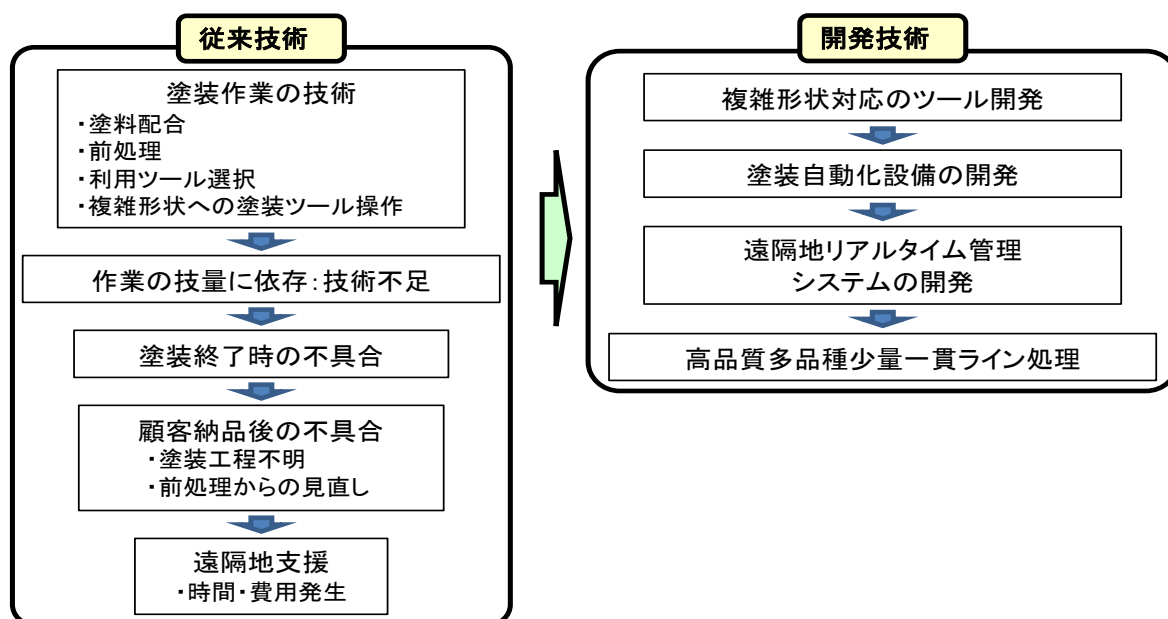 従来技術
塗装作業の技術
・塗料配合
・前処理
・利用ツール選択
・複雑形状への塗装ツール操作
作業の技量に依存：技術不足
塗装終了時の不具合
顧客納品後の不具合
・塗装工程不明
・前処理からの見直し
遠隔地支援
・時間・費用発生
開発技術
複雑形状対応のツール開発
塗装自動化設備の開発
遠隔地リアルタイム管理
システムの開発
高品質多品種少量一貫ライン処理